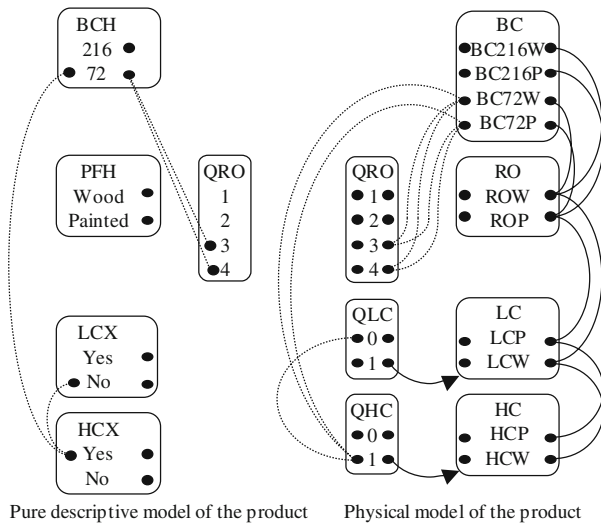 BCH
216
72
PFH
Wood
Painted
QRO
1
2
3
4
LCX
Yes
No
HCX
Yes
No
Pure descriptive model of the product
BC
BC216W
BC216P
BC72W
BC72P
QRO
1
2
3
4
RO
ROW
ROP
QLC
0
1
LC
LCP
LCW
QHC
0
1
HC
HCP
HCW
Physical model of the product